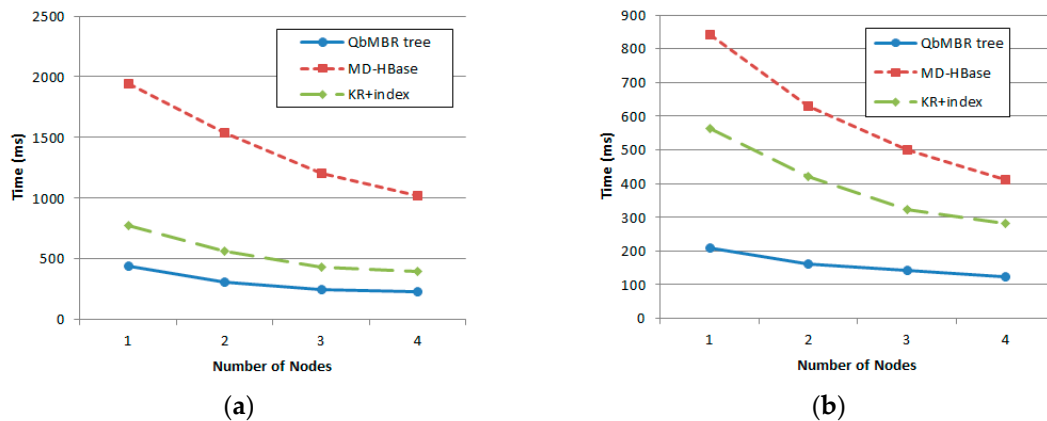 2500
2000
1500
1000
500
0
Time (ms)
QbMBR tree
MD-HBase
KR+index
1 2 3 4
Number of Nodes
(a)
900
800
700
600
500
400
300
200
100
0
Time (ms)
QbMBR tree
MD-HBase
KR+index
1 2 3 4
Number of Nodes
(b)